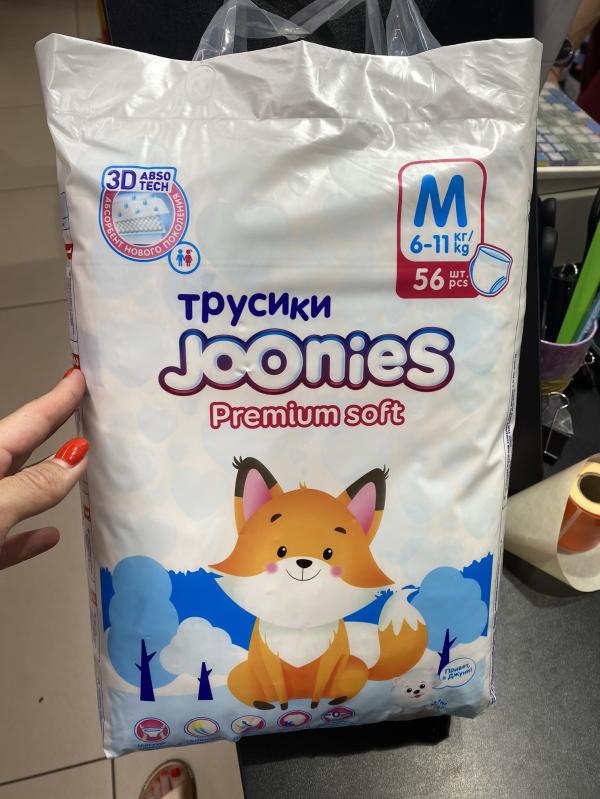 3D ABSO
TECH
АБСОРБЕНТ НОВОГО ПОКОЛЕНИЯ
M
6-11 КГ/
kg
56 шт.
pcs
трусики
Joonies
Premium soft
Привет,
я Джуни!